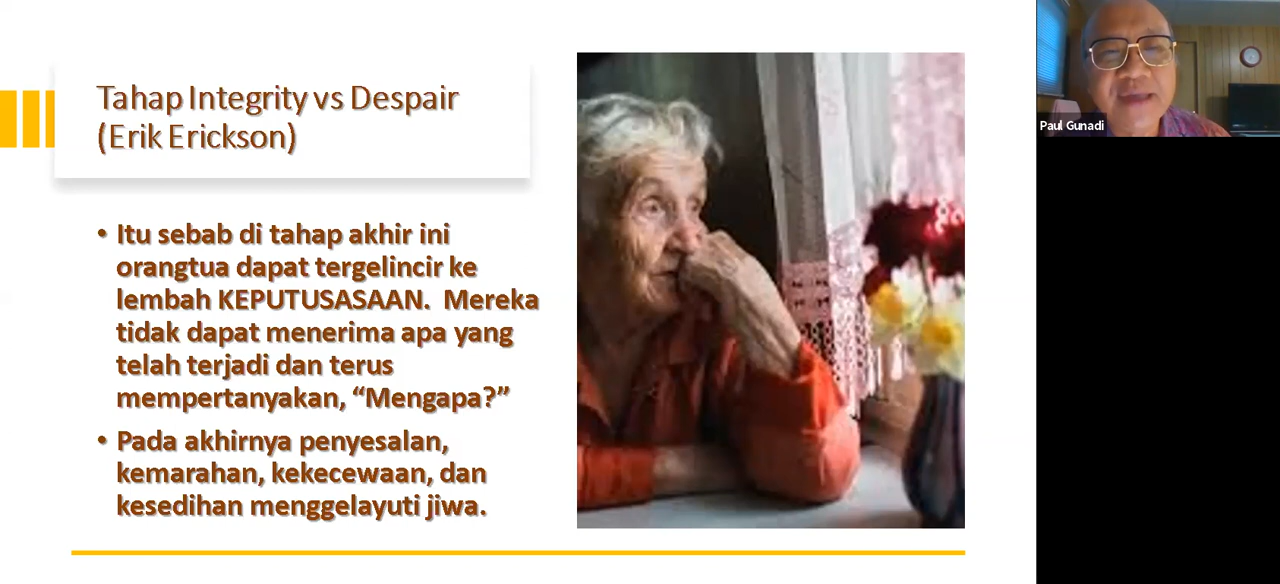 Tahap Integrity vs Despair
(Erik Erickson)
• Itu sebab di tahap akhir ini
orangtua dapat tergelincir ke
lembah KEPUTUSASAAN. Mereka
tidak dapat menerima apa yang
telah terjadi dan terus
mempertanyakan, “Mengapa?”
• Pada akhirnya penyesalan,
kemarahan, kekecewaan, dan
kesedihan menggelayuti jiwa.
Paul Gunadi